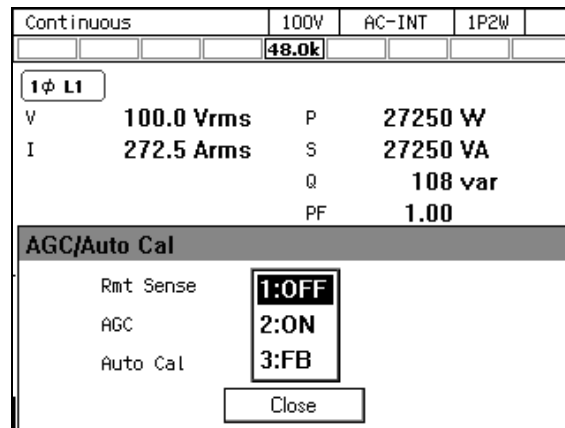 Continuous 100V AC-INT 1P2W
48.0k
1ϕ L1
V 100.0 Vrms P 27250 W
I 272.5 Arms S 27250 VA
Q 108 var
PF 1.00
AGC/Auto Cal
Rmt Sense 1:OFF
AGC 2:ON
Auto Cal 3:FB
Close